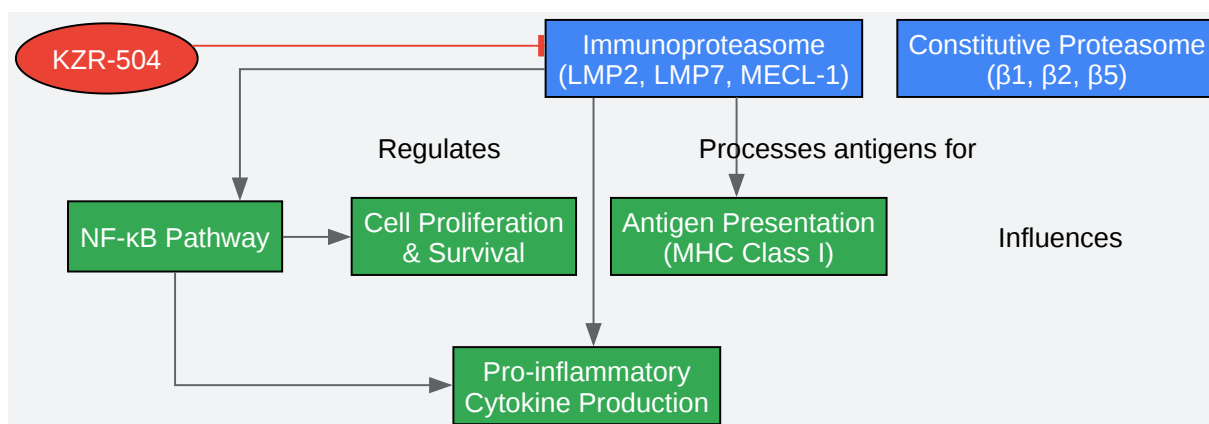 KZR-504
Immunoproteasome
(LMP2, LMP7, MECL-1)
Constitutive Proteasome
(β1, β2, β5)
Regulates
Processes antigens for
NF-κB Pathway
Cell Proliferation
& Survival
Antigen Presentation
(MHC Class I)
Influences
Pro-inflammatory
Cytokine Production